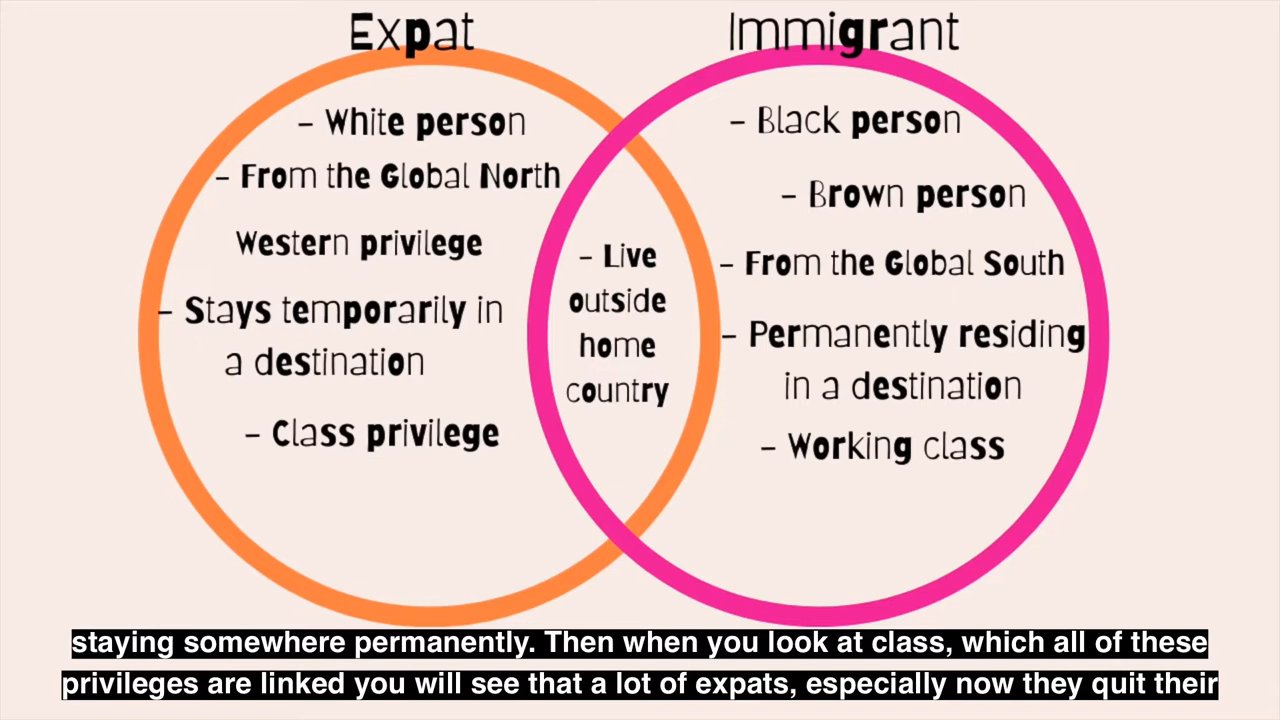 Expat
Immigrant
- White person
- From the Global North
Western privilege
- Stays temporarily in
a destination
- Class privilege
- Live
outside
home
country
- Black person
- Brown person
- From the Global South
- Permanently residing
in a destination
- Working class
staying somewhere permanently. Then when you look at class, which all of these
privileges are linked you will see that a lot of expats, especially now they quit their